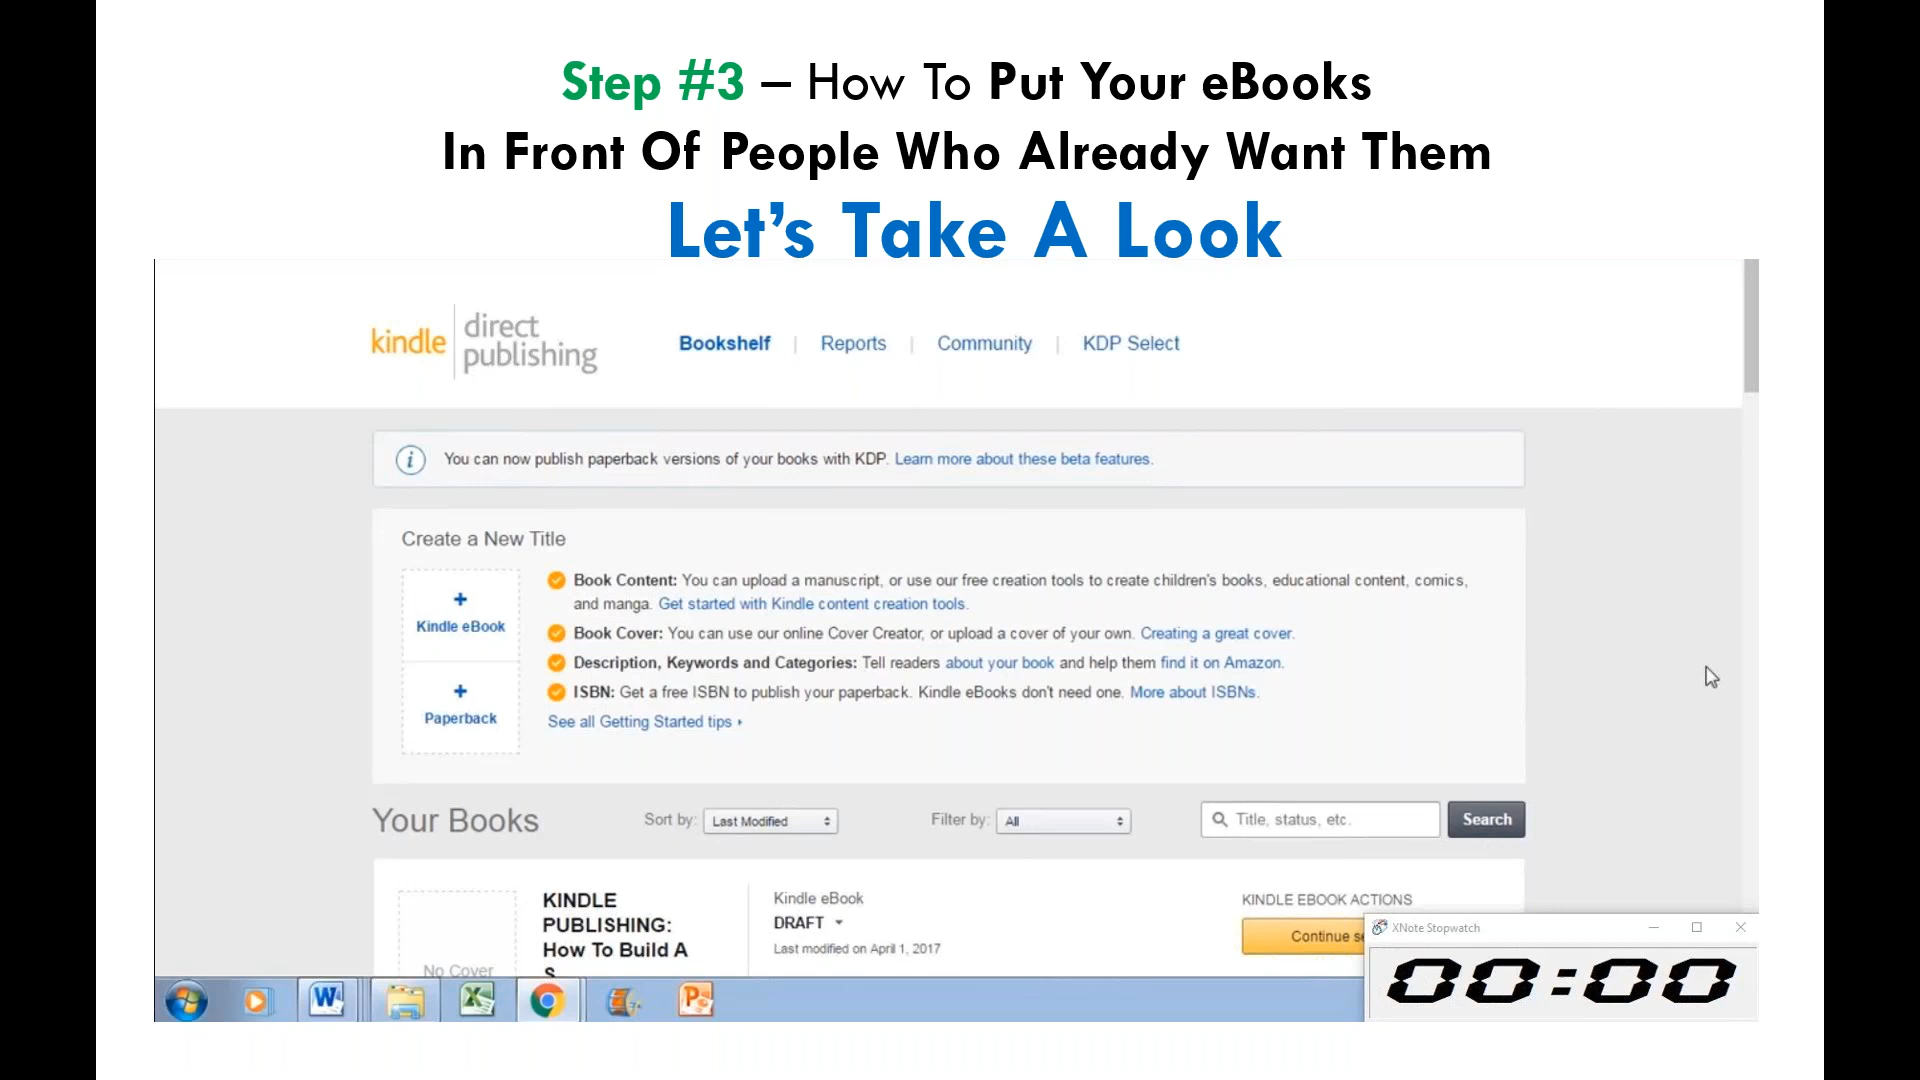 Step #3 – How To Put Your eBooks
In Front Of People Who Already Want Them
Let's Take A Look
kindle direct publishing
Bookshelf | Reports | Community | KDP Select
You can now publish paperback versions of your books with KDP. Learn more about these beta features.
Create a New Title
+ Kindle eBook
+ Paperback
Book Content: You can upload a manuscript, or use our free creation tools to create children's books, educational content, comics,
and manga. Get started with Kindle content creation tools.
Book Cover: You can use our online Cover Creator, or upload a cover of your own. Creating a great cover.
Description, Keywords and Categories: Tell readers about your book and help them find it on Amazon.
ISBN: Get a free ISBN to publish your paperback. Kindle eBooks don't need one. More about ISBNs.
See all Getting Started tips
Your Books
Sort by: Last Modified
Filter by: All
Title, status, etc.
Search
No Cover
KINDLE
PUBLISHING:
How To Build A
S
Kindle eBook
DRAFT
Last modified on April 1, 2017
KINDLE EBOOK ACTIONS
Continue se
XNote Stopwatch
00:00